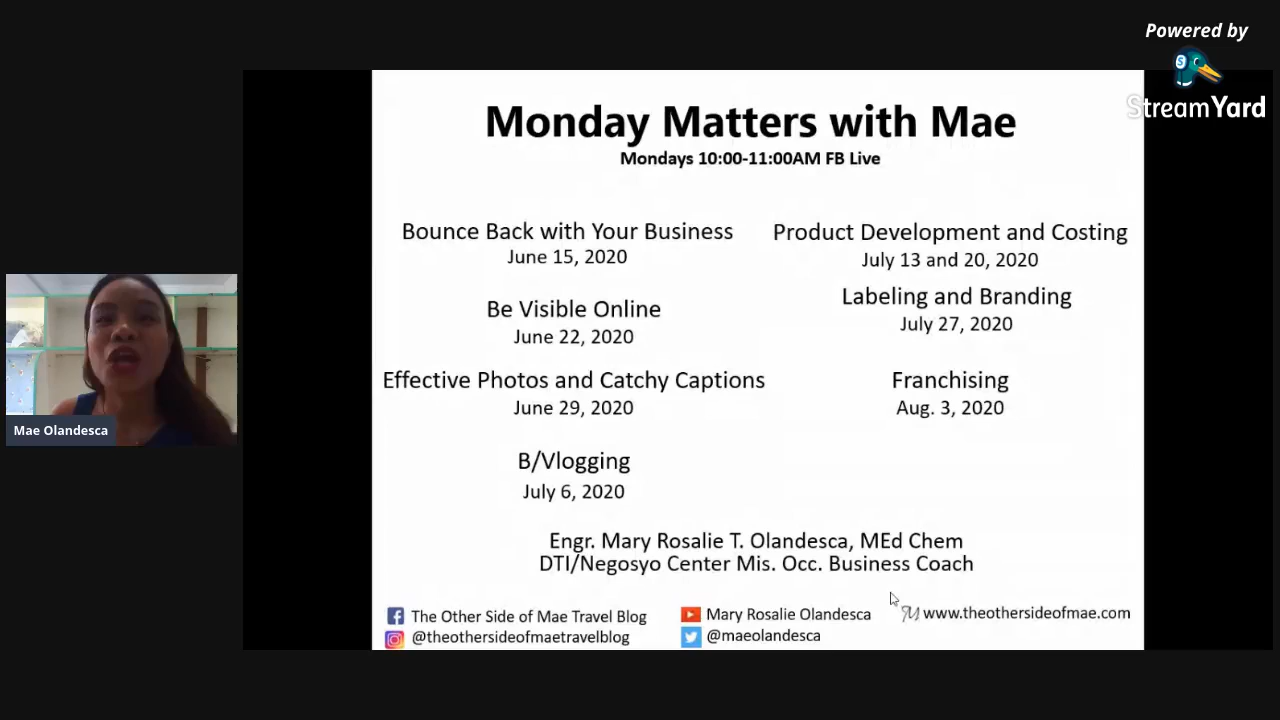 Powered by
StreamYard
Monday Matters with Mae
Mondays 10:00-11:00AM FB Live
Bounce Back with Your Business
June 15, 2020
Be Visible Online
June 22, 2020
Effective Photos and Catchy Captions
June 29, 2020
B/Vlogging
July 6, 2020
Product Development and Costing
July 13 and 20, 2020
Labeling and Branding
July 27, 2020
Franchising
Aug. 3, 2020
Mae Olandesca
Engr. Mary Rosalie T. Olandesca, MEd Chem
DTI/Negosyo Center Mis. Occ. Business Coach
The Other Side of Mae Travel Blog
@theothersideofmaetravelblog
Mary Rosalie Olandesca
@maeolandesca
M www.theothersideofmae.com